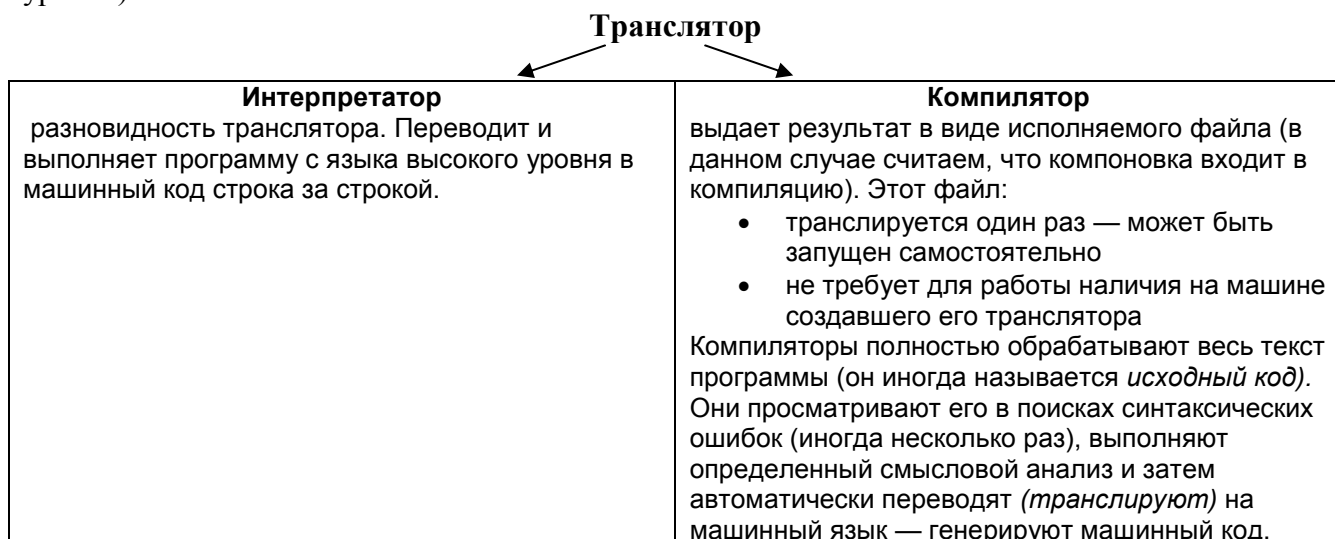 Транслятор
Интерпретатор
разновидность транслятора. Переводит и
выполняет программу с языка высокого уровня в
машинный код строка за строкой.
Компилятор
выдает результат в виде исполняемого файла (в
данном случае считаем, что компоновка входит в
компиляцию). Этот файл:
• транслируется один раз — может быть
запущен самостоятельно
• не требует для работы наличия на машине
создавшего его транслятора
Компиляторы полностью обрабатывают весь текст
программы (он иногда называется исходный код).
Они просматривают его в поисках синтаксических
ошибок (иногда несколько раз), выполняют
определенный смысловой анализ и затем
автоматически переводят (транслируют) на
машинный язык — генерируют машинный код.